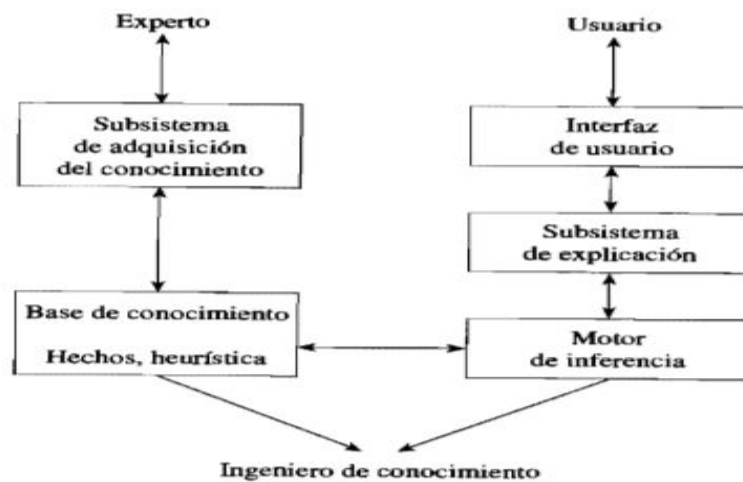 Experto
Usuario
Subsistema
de adquisición
del conocimiento
Interfaz
de usuario
Subsistema
de explicación
Base de conocimiento
Hechos, heurística
Motor
de inferencia
Ingeniero de conocimiento